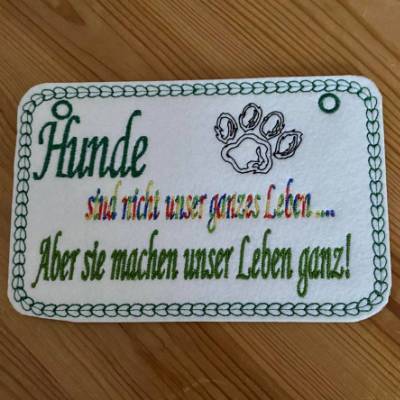 Hunde
sind nicht unser ganzes Leben....
Aber sie machen unser Leben ganz!